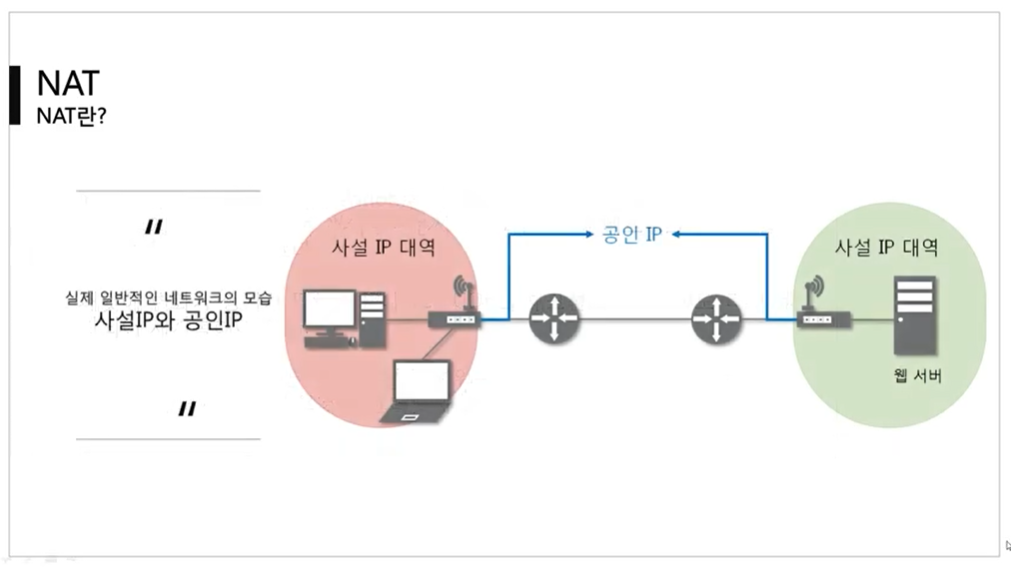 NAT
NAT란?
"
실제 일반적인 네트워크의 모습
사설IP와 공인IP
"
사설 IP 대역
공인 IP
사설 IP 대역
웹 서버